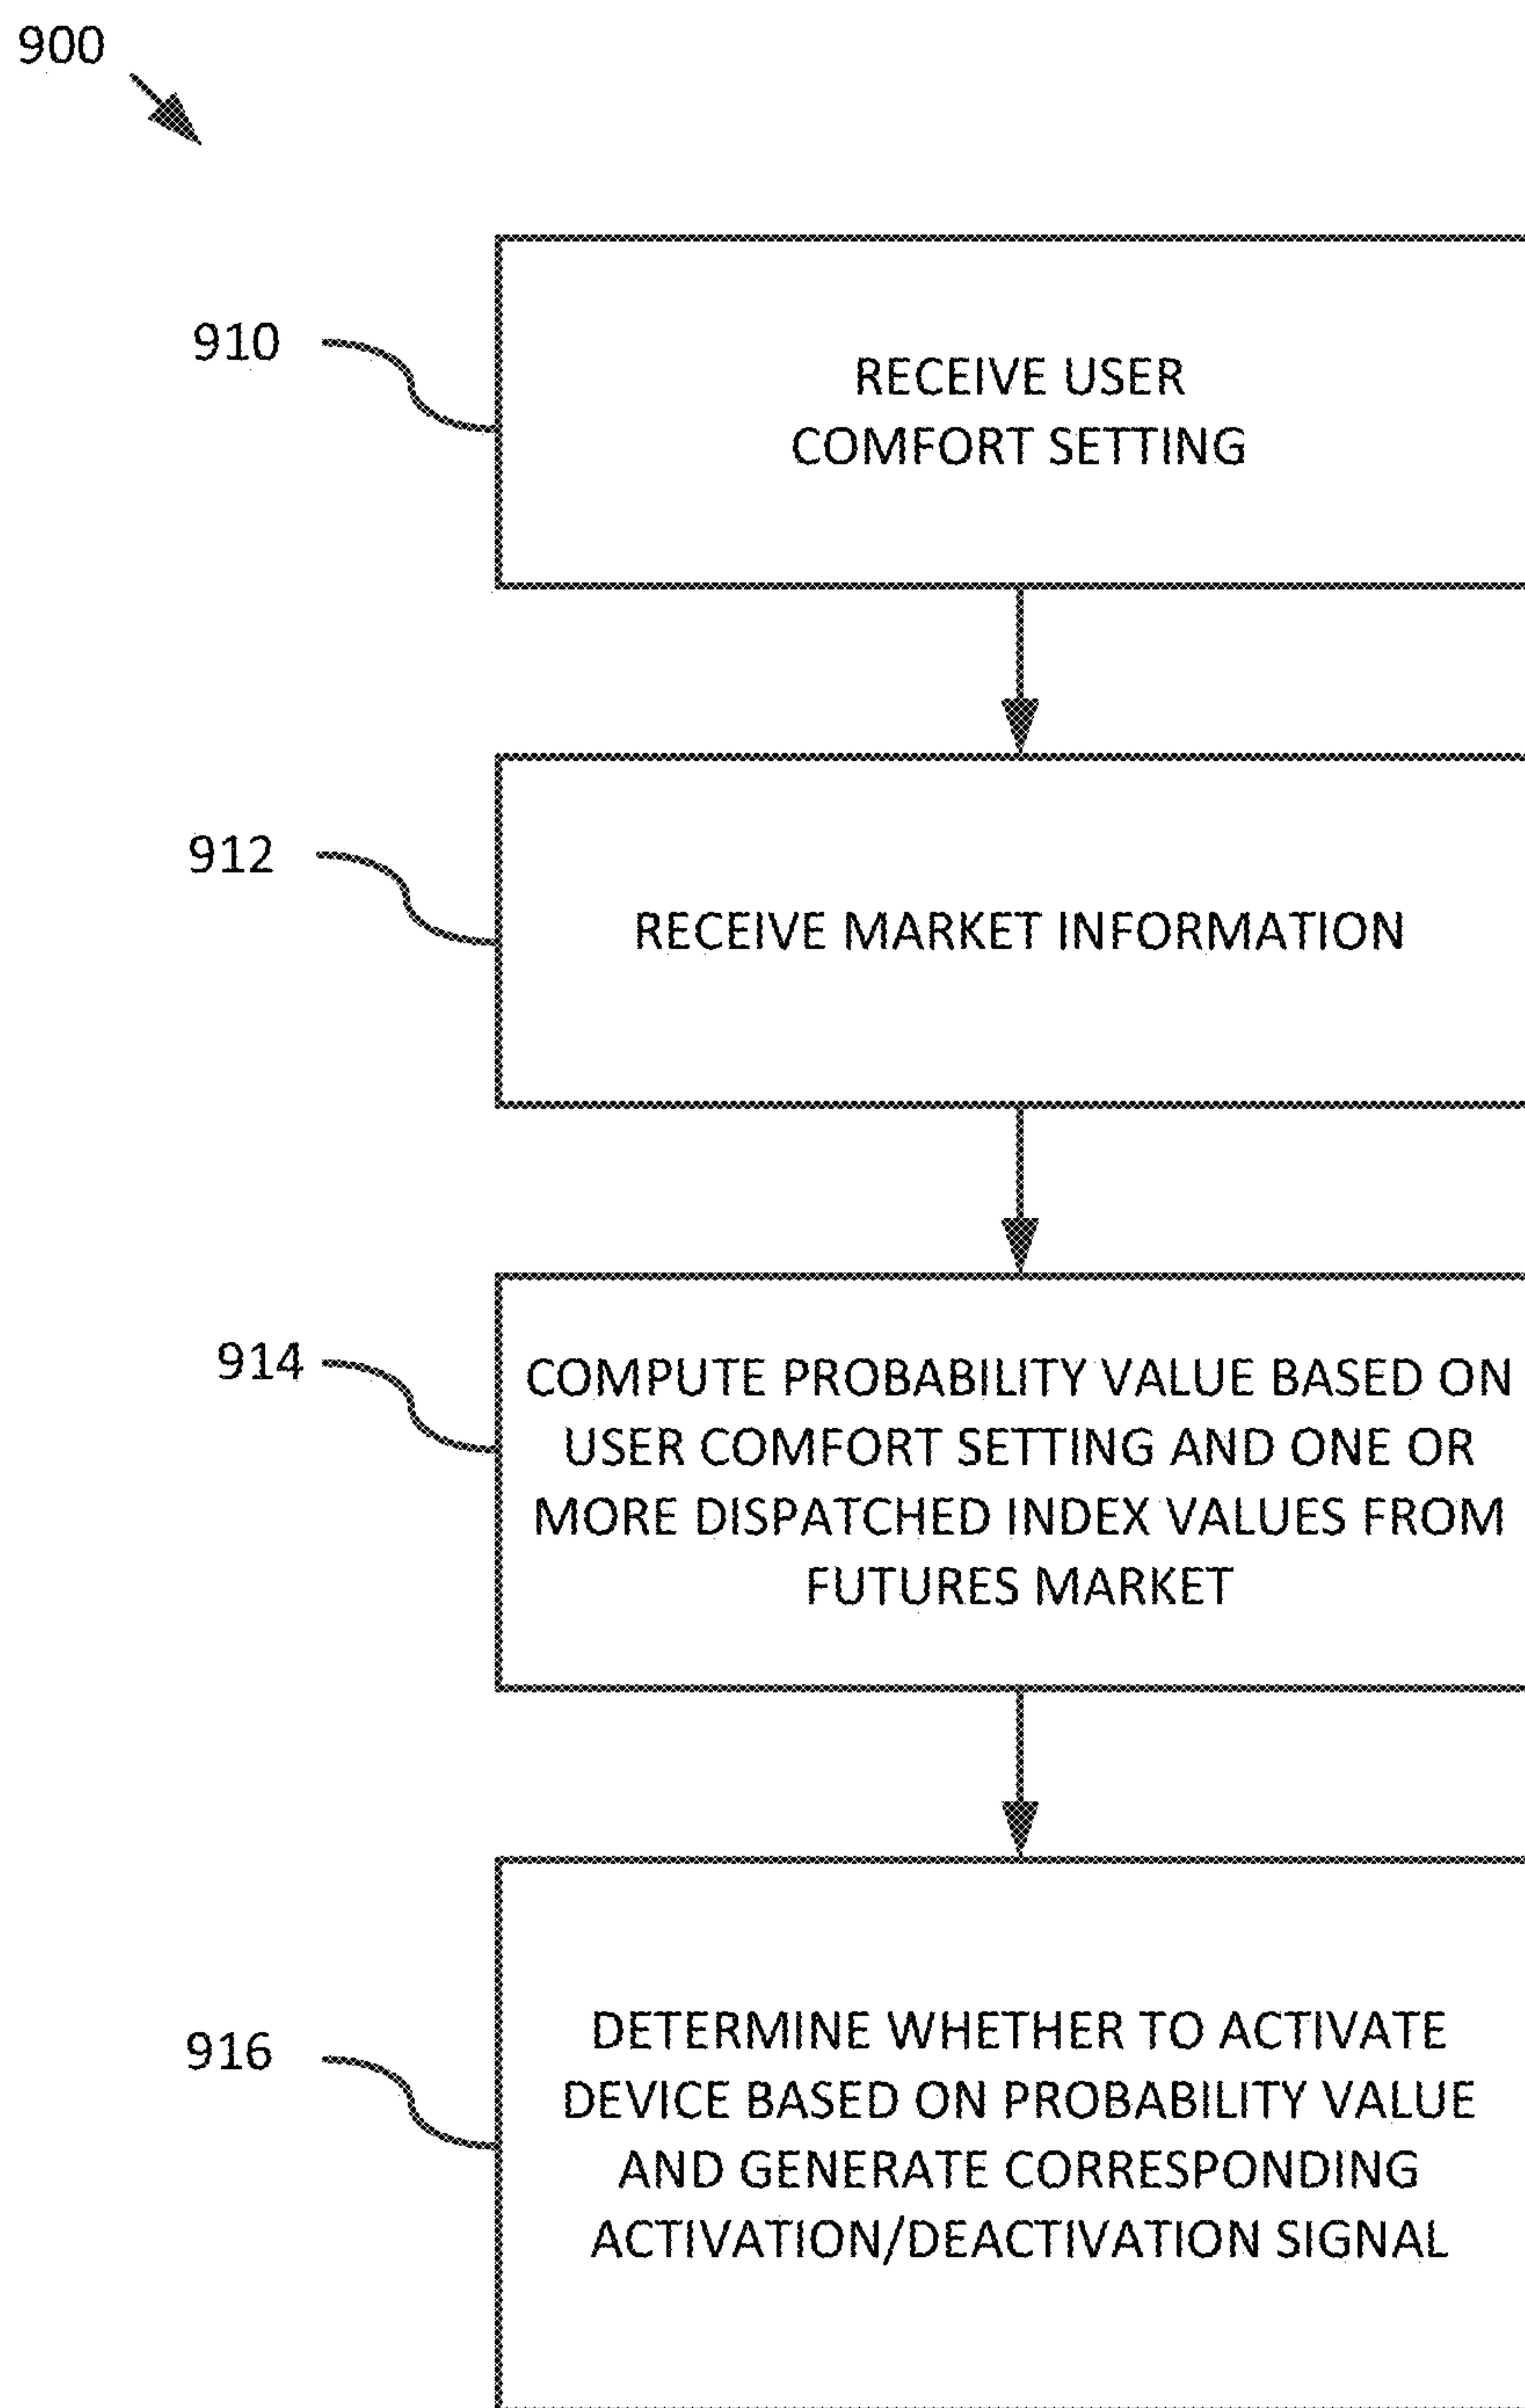 900
910
RECEIVE USER
COMFORT SETTING
912
RECEIVE MARKET INFORMATION
914
COMPUTE PROBABILITY VALUE BASED ON
USER COMFORT SETTING AND ONE OR
MORE DISPATCHED INDEX VALUES FROM
FUTURES MARKET
916
DETERMINE WHETHER TO ACTIVATE
DEVICE BASED ON PROBABILITY VALUE
AND GENERATE CORRESPONDING
ACTIVATION/DEACTIVATION SIGNAL